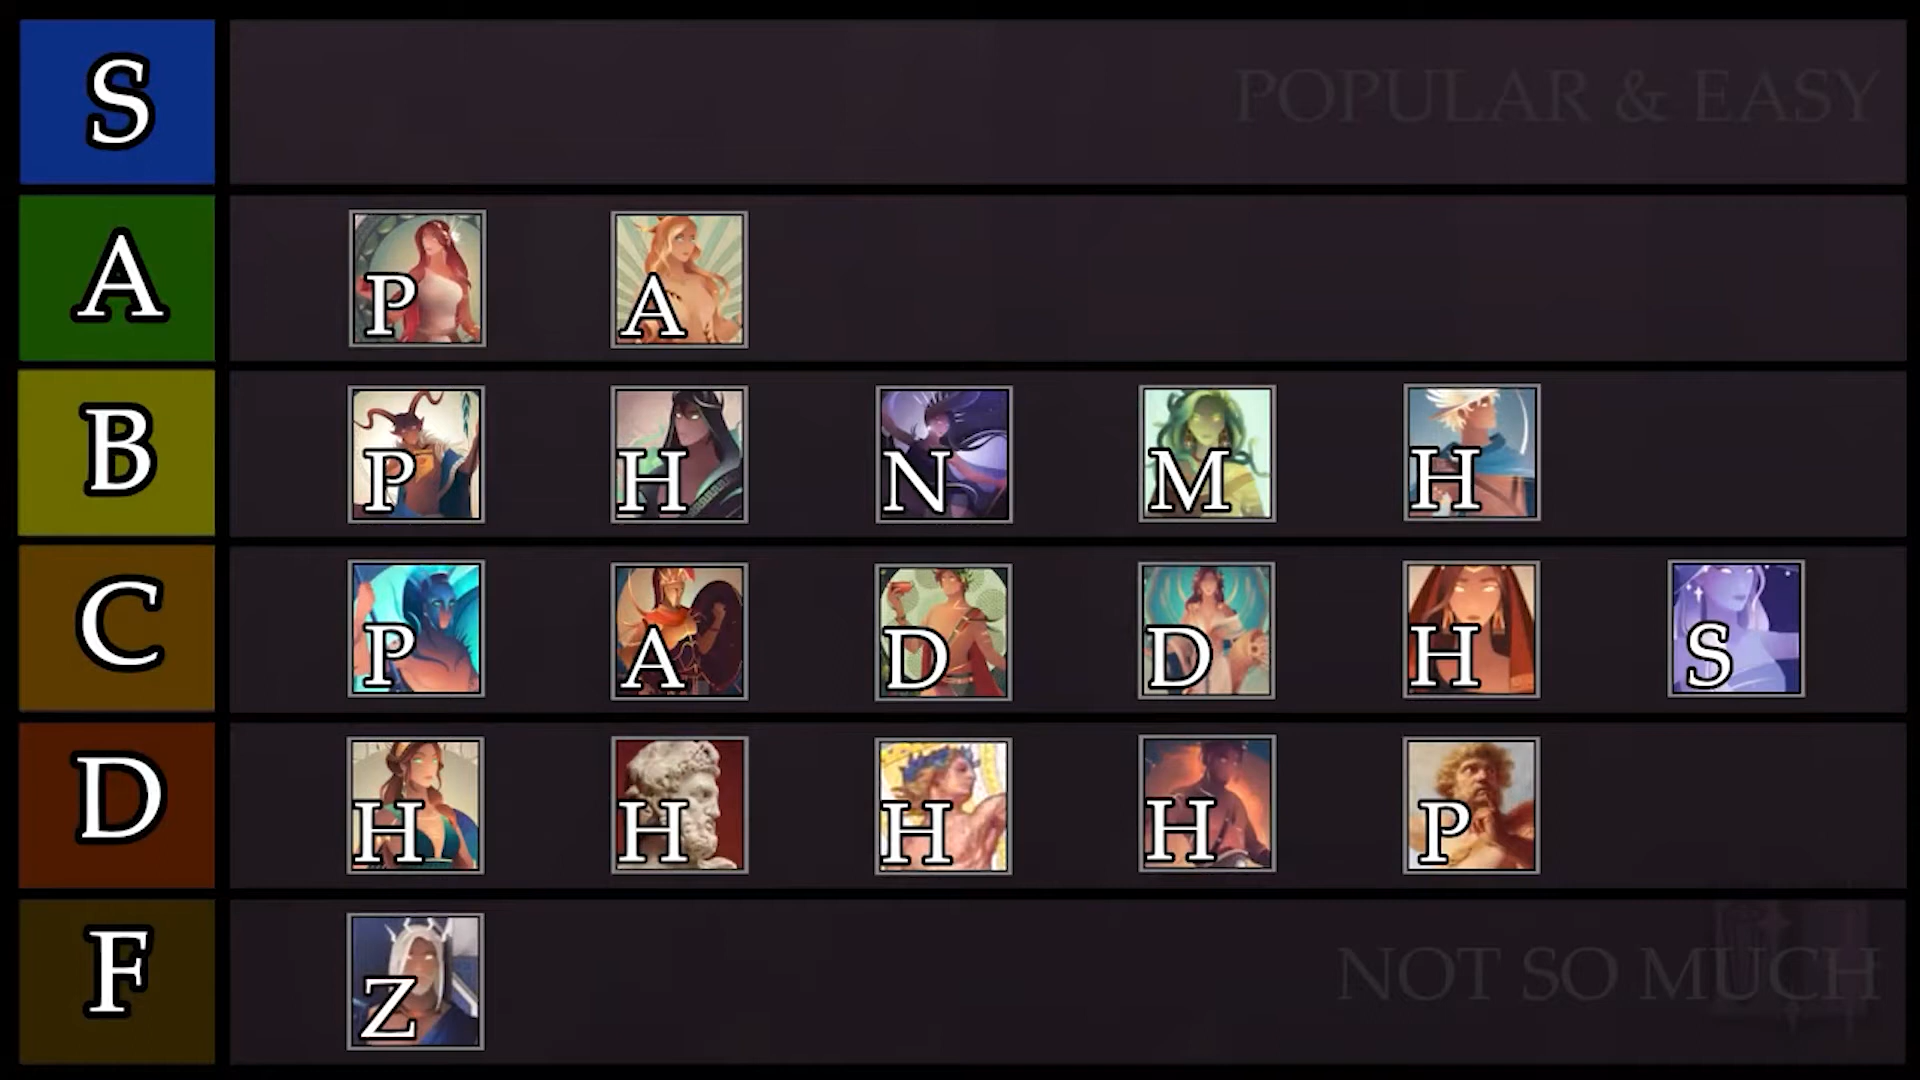 S
POPULAR & EASY
A
P A
B
P H N M H
C
P A D D H S
D
H H H H P
F
Z
NOT SO MUCH